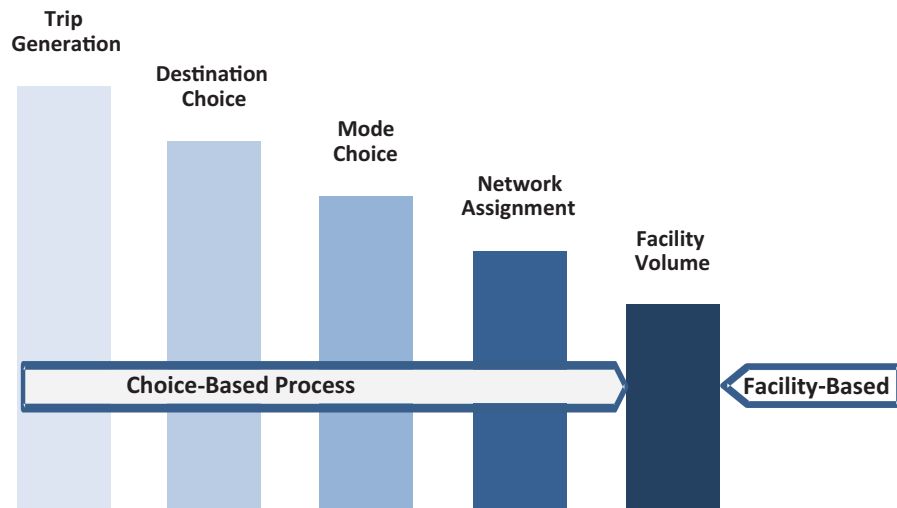 Trip
Generation
Destination
Choice
Mode
Choice
Network
Assignment
Facility
Volume
Choice-Based Process
Facility-Based